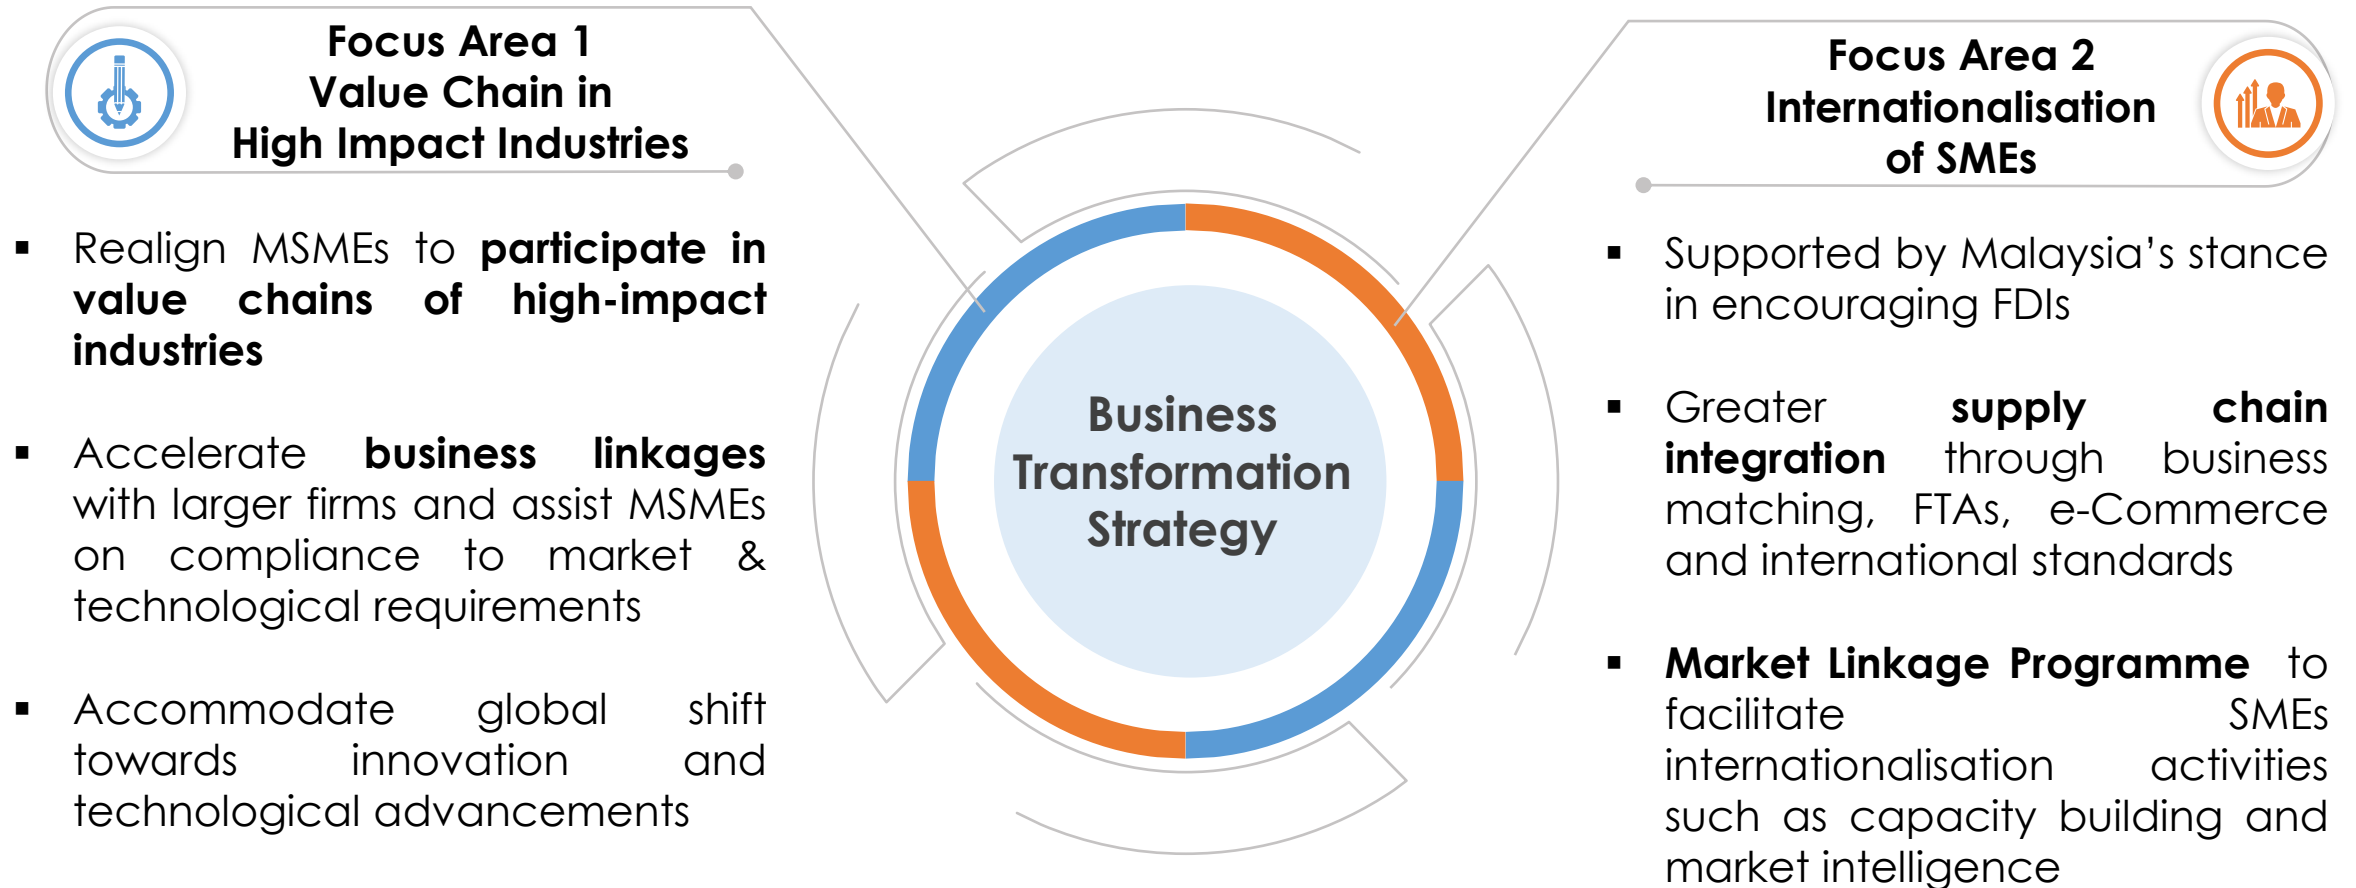 Focus Area 1
Value Chain in
High Impact Industries
▪ Realign MSMEs to participate in
value chains of high-impact
industries
▪ Accelerate business linkages
with larger firms and assist MSMEs
on compliance to market &
technological requirements
▪ Accommodate global shift
towards innovation and
technological advancements
Business
Transformation
Strategy
Focus Area 2
Internationalisation
of SMEs
▪ Supported by Malaysia’s stance
in encouraging FDIs
▪ Greater supply chain
integration through business
matching, FTAs, e-Commerce
and international standards
▪ Market Linkage Programme to
facilitate SMEs
internationalisation activities
such as capacity building and
market intelligence